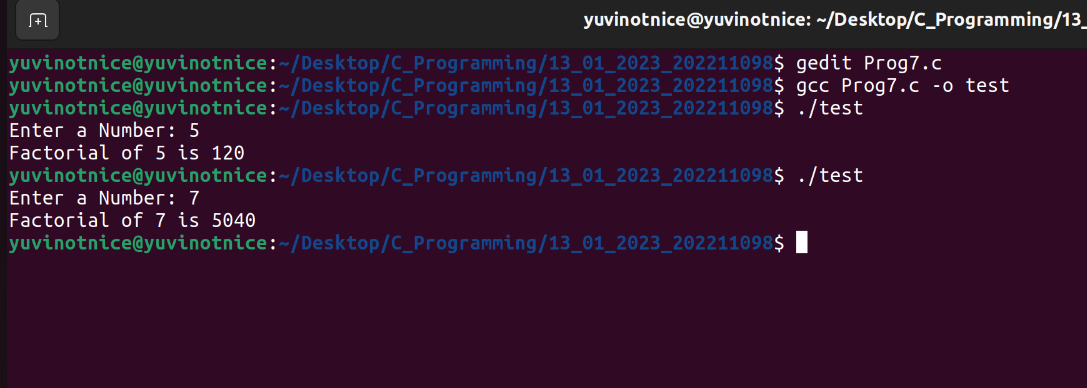 yuvinotnice@yuvinotnice: ~/Desktop/C_Programming/13_
yuvinotnice@yuvinotnice:~/Desktop/C_Programming/13_01_2023_202211098$ gedit Prog7.c
yuvinotnice@yuvinotnice:~/Desktop/C_Programming/13_01_2023_202211098$ gcc Prog7.c -o test
yuvinotnice@yuvinotnice:~/Desktop/C_Programming/13_01_2023_202211098$ ./test
Enter a Number: 5
Factorial of 5 is 120
yuvinotnice@yuvinotnice:~/Desktop/C_Programming/13_01_2023_202211098$ ./test
Enter a Number: 7
Factorial of 7 is 5040
yuvinotnice@yuvinotnice:~/Desktop/C_Programming/13_01_2023_202211098$